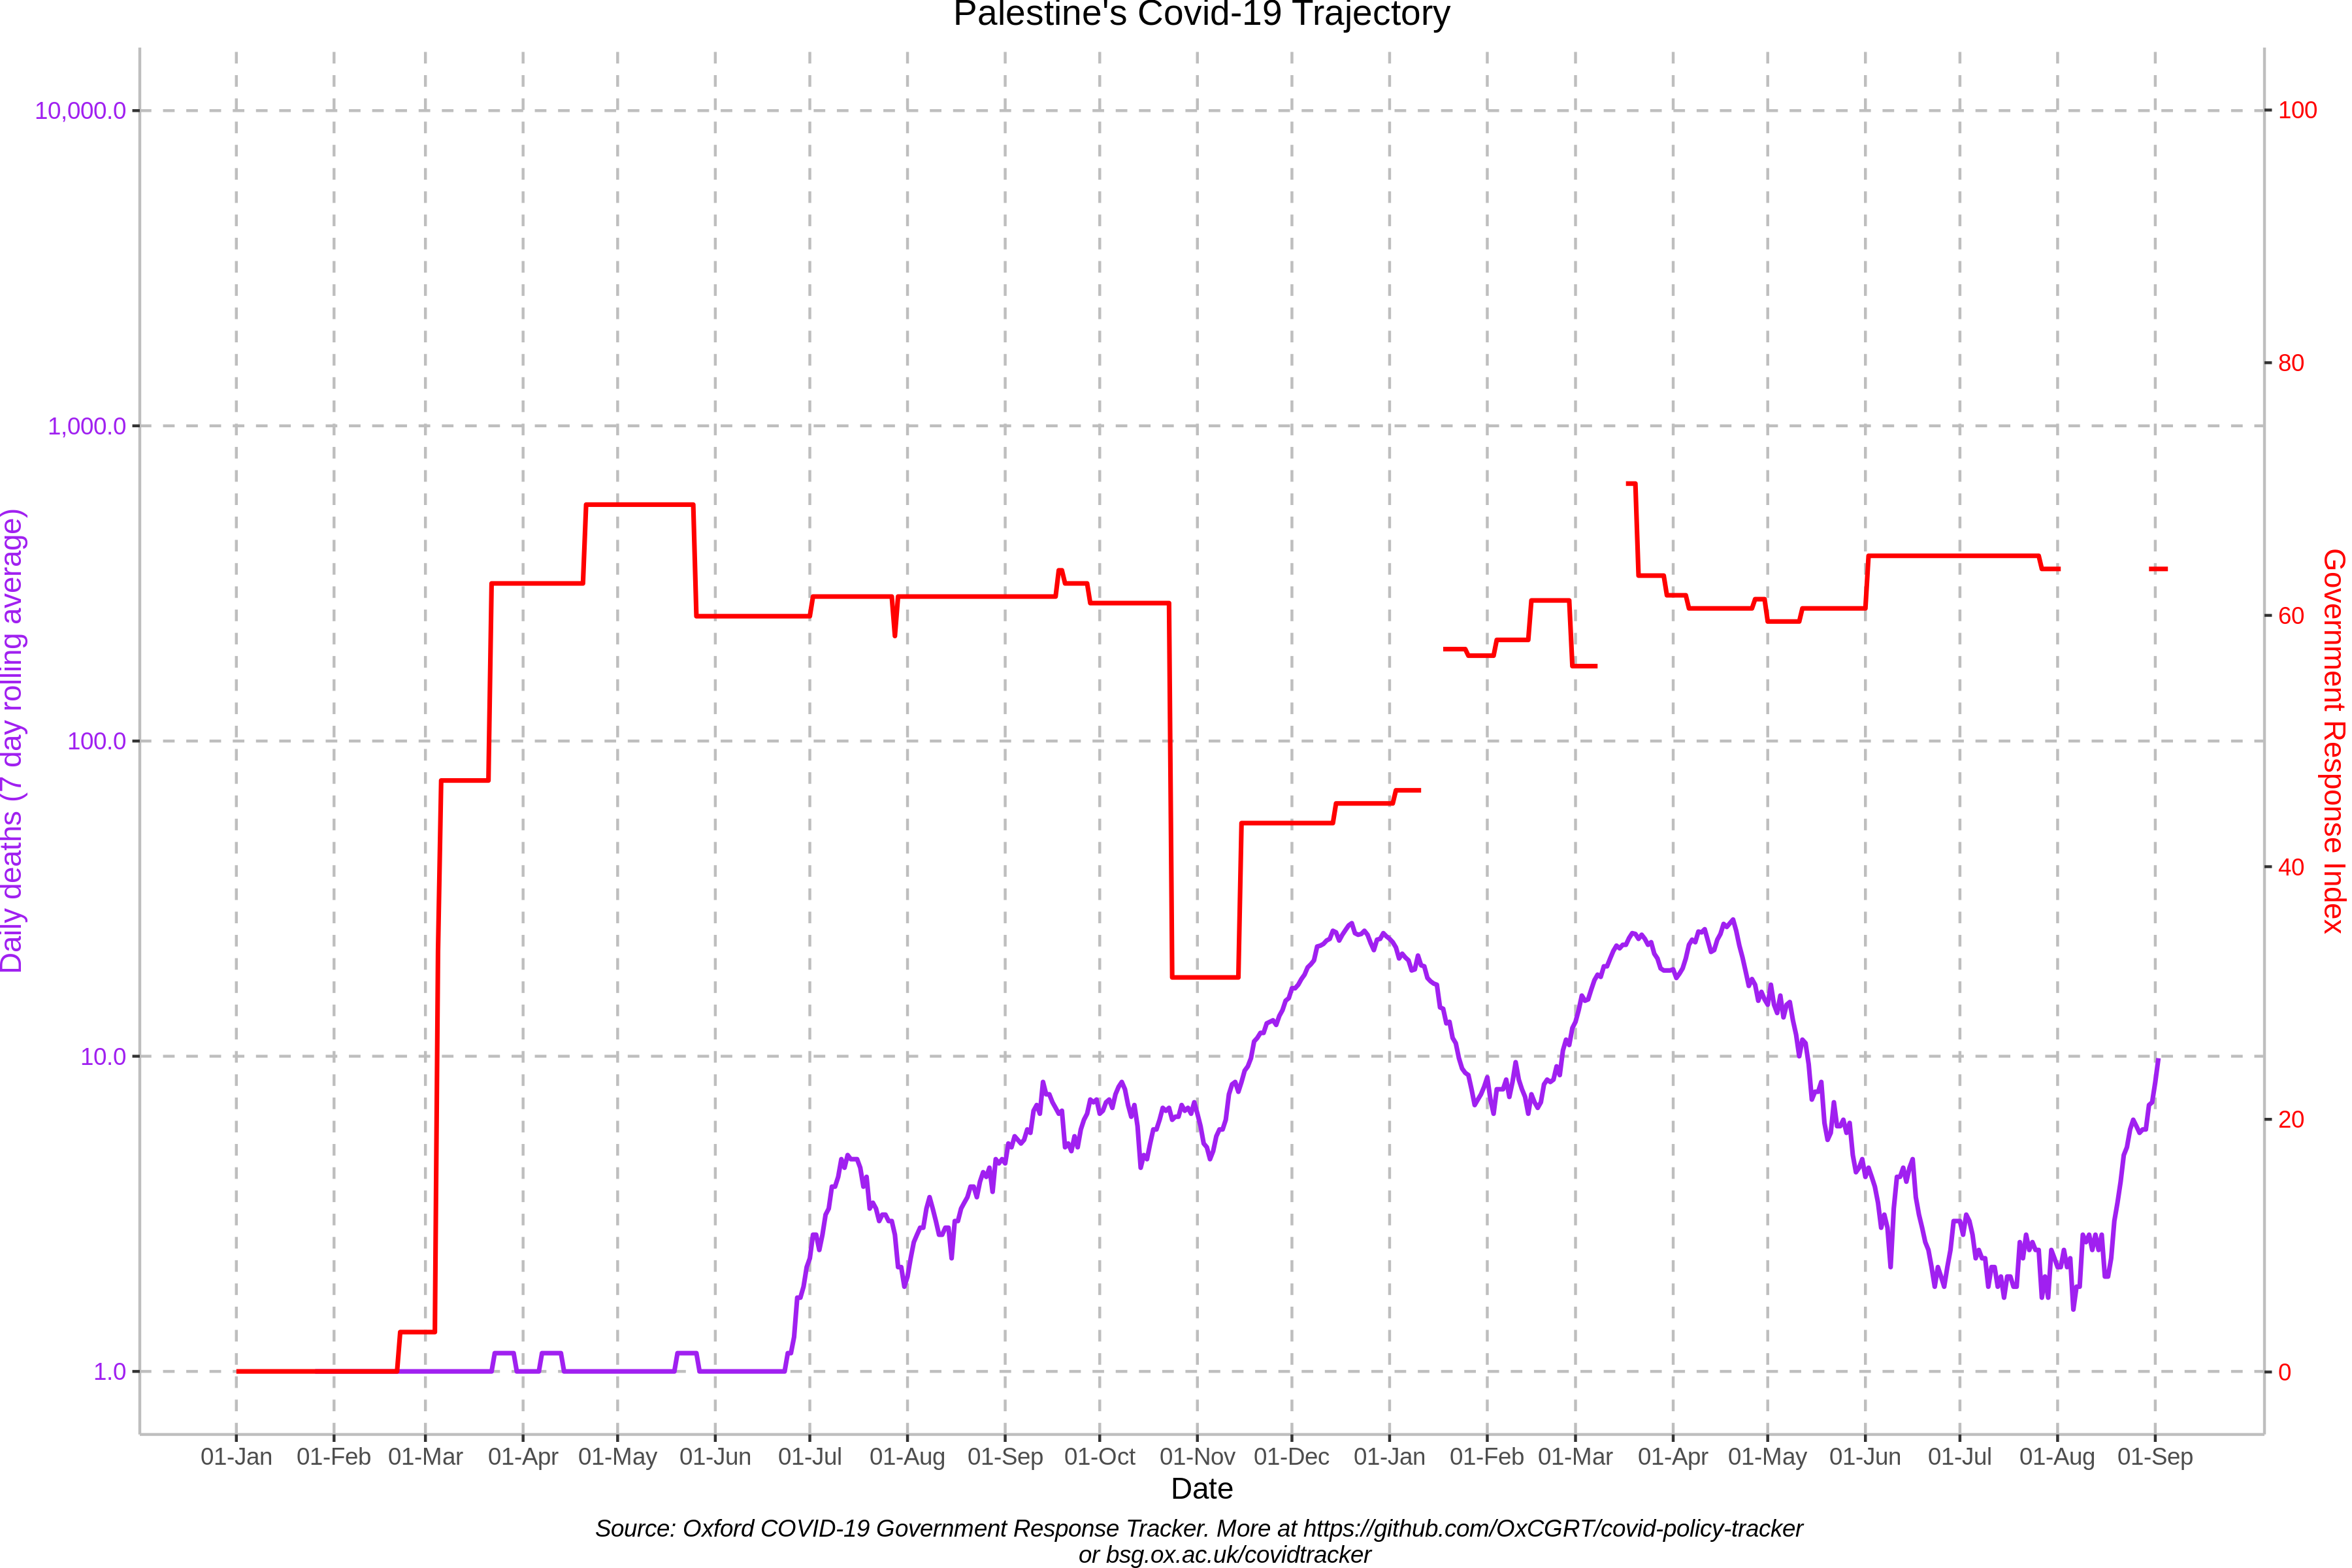 Palestine's Covid-19 Trajectory
10,000.0
1,000.0
100.0
10.0
1.0
Daily deaths (7 day rolling average)
100
80
60
40
20
0
Government Response Index
01-Jan 01-Feb 01-Mar 01-Apr 01-May 01-Jun 01-Jul 01-Aug 01-Sep 01-Oct 01-Nov 01-Dec 01-Jan 01-Feb 01-Mar 01-Apr 01-May 01-Jun 01-Jul 01-Aug 01-Sep
Date
Source: Oxford COVID-19 Government Response Tracker. More at https://github.com/OxCGRT/covid-policy-tracker
or bsg.ox.ac.uk/covidtracker